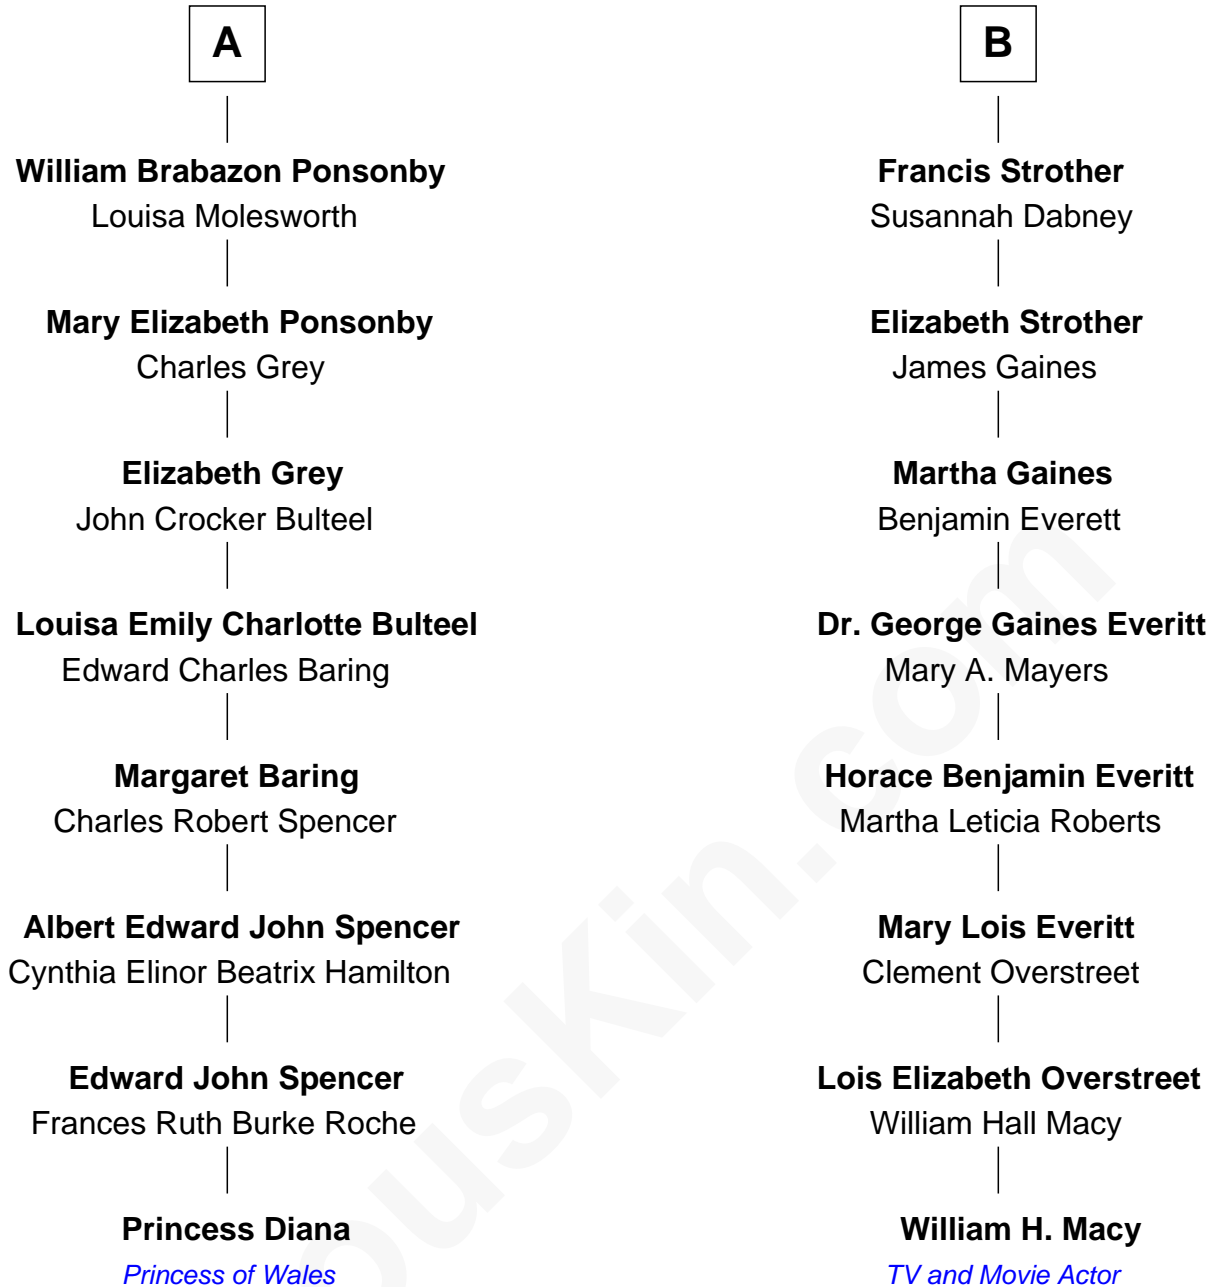 A
William Brabazon Ponsonby
Louisa Molesworth
Mary Elizabeth Ponsonby
Charles Grey
Elizabeth Grey
John Crocker Bulteel
Louisa Emily Charlotte Bulteel
Edward Charles Baring
Margaret Baring
Charles Robert Spencer
Albert Edward John Spencer
Cynthia Elinor Beatrix Hamilton
Edward John Spencer
Frances Ruth Burke Roche
Princess Diana
Princess of Wales
B
Francis Strother
Susannah Dabney
Elizabeth Strother
James Gaines
Martha Gaines
Benjamin Everett
Dr. George Gaines Everitt
Mary A. Mayers
Horace Benjamin Everitt
Martha Leticia Roberts
Mary Lois Everitt
Clement Overstreet
Lois Elizabeth Overstreet
William Hall Macy
William H. Macy
TV and Movie Actor
ousKin.com